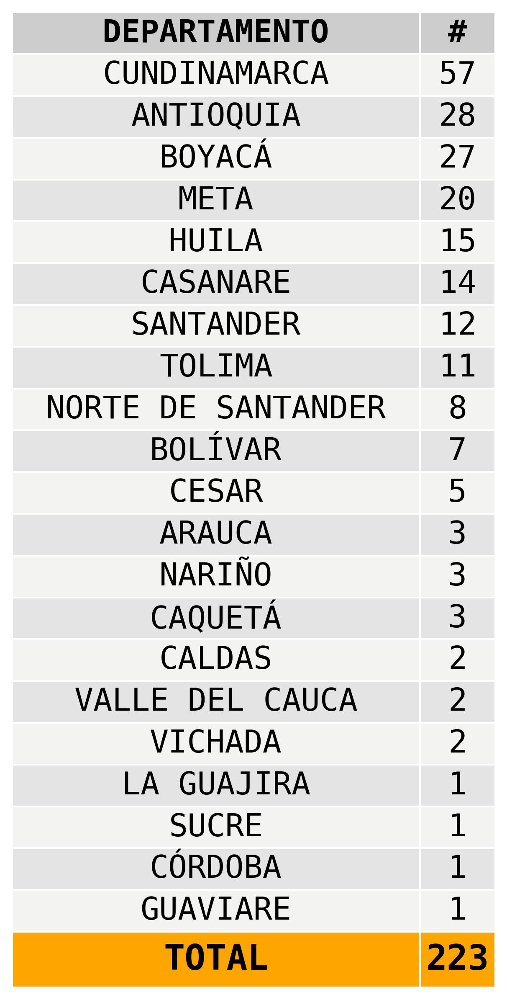 DEPARTAMENTO #
CUNDINAMARCA 57
ANTIOQUIA 28
BOYACÁ 27
META 20
HUILA 15
CASANARE 14
SANTANDER 12
TOLIMA 11
NORTE DE SANTANDER 8
BOLÍVAR 7
CESAR 5
ARAUCA 3
NARIÑO 3
CAQUETÁ 3
CALDAS 2
VALLE DEL CAUCA 2
VICHADA 2
LA GUAJIRA 1
SUCRE 1
CÓRDOBA 1
GUAVIARE 1
TOTAL 223